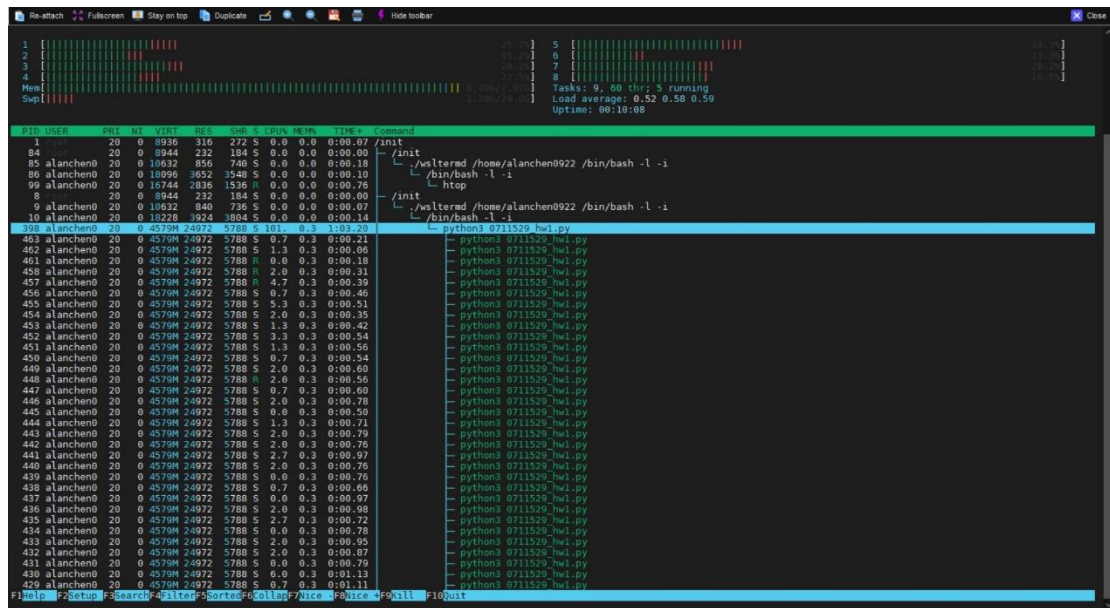 Re-attach Fullscreen Stay on top Duplicate Hide toolbar Close
1 [ 25.7%] 5 [ 33.3%]
2 [ ] 6 [ 13.3%]
3 [ ] 7 [ ]
4 [ 22.5%] 8 [ ]
Mem[ ] Tasks: 9, 60 thr; 5 running
Swp[ ] Load average: 0.52 0.58 0.59
Uptime: 00:10:08
PID USER PRI NI VIRT RES SHR S CPU% MEM% TIME+ Command
1 root 20 0 8936 316 272 S 0.0 0.0 0:00.07 /init
84 root 20 0 8944 232 184 S 0.0 0.0 0:00.00 /init
85 alanchen0 20 0 10632 856 740 S 0.0 0.0 0:00.18 ./wsltermd /home/alanchen0922 /bin/bash -l -i
86 alanchen0 20 0 18096 3652 3548 S 0.0 0.0 0:00.10 /bin/bash -l -i
99 alanchen0 20 0 16744 2836 1536 R 0.0 0.0 0:00.76 htop
8 root 20 0 8944 232 184 S 0.0 0.0 0:00.00 /init
9 alanchen0 20 0 10632 840 736 S 0.0 0.0 0:00.07 ./wsltermd /home/alanchen0922 /bin/bash -l -i
10 alanchen0 20 0 18228 3924 3804 S 0.0 0.0 0:00.14 /bin/bash -l -i
398 alanchen0 20 0 4579M 24972 5788 S 101. 0.3 1:03.20 python3 0711529_hw1.py
463 alanchen0 20 0 4579M 24972 5788 S 0.7 0.3 0:00.21 python3 0711529_hw1.py
462 alanchen0 20 0 4579M 24972 5788 S 1.3 0.3 0:00.06 python3 0711529_hw1.py
461 alanchen0 20 0 4579M 24972 5788 R 0.0 0.3 0:00.18 python3 0711529_hw1.py
458 alanchen0 20 0 4579M 24972 5788 R 2.0 0.3 0:00.31 python3 0711529_hw1.py
457 alanchen0 20 0 4579M 24972 5788 R 4.7 0.3 0:00.39 python3 0711529_hw1.py
456 alanchen0 20 0 4579M 24972 5788 S 0.7 0.3 0:00.46 python3 0711529_hw1.py
455 alanchen0 20 0 4579M 24972 5788 S 5.3 0.3 0:00.51 python3 0711529_hw1.py
454 alanchen0 20 0 4579M 24972 5788 S 2.0 0.3 0:00.35 python3 0711529_hw1.py
453 alanchen0 20 0 4579M 24972 5788 S 1.3 0.3 0:00.42 python3 0711529_hw1.py
452 alanchen0 20 0 4579M 24972 5788 S 3.3 0.3 0:00.54 python3 0711529_hw1.py
451 alanchen0 20 0 4579M 24972 5788 S 1.3 0.3 0:00.56 python3 0711529_hw1.py
450 alanchen0 20 0 4579M 24972 5788 S 0.7 0.3 0:00.54 python3 0711529_hw1.py
449 alanchen0 20 0 4579M 24972 5788 S 2.0 0.3 0:00.60 python3 0711529_hw1.py
448 alanchen0 20 0 4579M 24972 5788 R 2.0 0.3 0:00.56 python3 0711529_hw1.py
447 alanchen0 20 0 4579M 24972 5788 S 0.7 0.3 0:00.60 python3 0711529_hw1.py
446 alanchen0 20 0 4579M 24972 5788 S 2.0 0.3 0:00.78 python3 0711529_hw1.py
445 alanchen0 20 0 4579M 24972 5788 S 0.0 0.3 0:00.50 python3 0711529_hw1.py
444 alanchen0 20 0 4579M 24972 5788 S 1.3 0.3 0:00.71 python3 0711529_hw1.py
443 alanchen0 20 0 4579M 24972 5788 S 2.0 0.3 0:00.79 python3 0711529_hw1.py
442 alanchen0 20 0 4579M 24972 5788 S 2.0 0.3 0:00.76 python3 0711529_hw1.py
441 alanchen0 20 0 4579M 24972 5788 S 2.7 0.3 0:00.97 python3 0711529_hw1.py
440 alanchen0 20 0 4579M 24972 5788 S 2.0 0.3 0:00.76 python3 0711529_hw1.py
439 alanchen0 20 0 4579M 24972 5788 S 0.0 0.3 0:00.76 python3 0711529_hw1.py
438 alanchen0 20 0 4579M 24972 5788 S 0.7 0.3 0:00.66 python3 0711529_hw1.py
437 alanchen0 20 0 4579M 24972 5788 S 0.0 0.3 0:00.97 python3 0711529_hw1.py
436 alanchen0 20 0 4579M 24972 5788 S 2.0 0.3 0:00.98 python3 0711529_hw1.py
435 alanchen0 20 0 4579M 24972 5788 S 2.7 0.3 0:00.72 python3 0711529_hw1.py
434 alanchen0 20 0 4579M 24972 5788 S 0.0 0.3 0:00.78 python3 0711529_hw1.py
433 alanchen0 20 0 4579M 24972 5788 S 2.0 0.3 0:00.95 python3 0711529_hw1.py
432 alanchen0 20 0 4579M 24972 5788 S 2.0 0.3 0:00.87 python3 0711529_hw1.py
431 alanchen0 20 0 4579M 24972 5788 S 0.0 0.3 0:00.79 python3 0711529_hw1.py
430 alanchen0 20 0 4579M 24972 5788 S 6.0 0.3 0:01.13 python3 0711529_hw1.py
429 alanchen0 20 0 4579M 24972 5788 S 0.7 0.3 0:01.11 python3 0711529_hw1.py
F1Help F2Setup F3SearchF4FilterF5SortedF6CollapF7Nice -F8Nice +F9Kill F10Quit